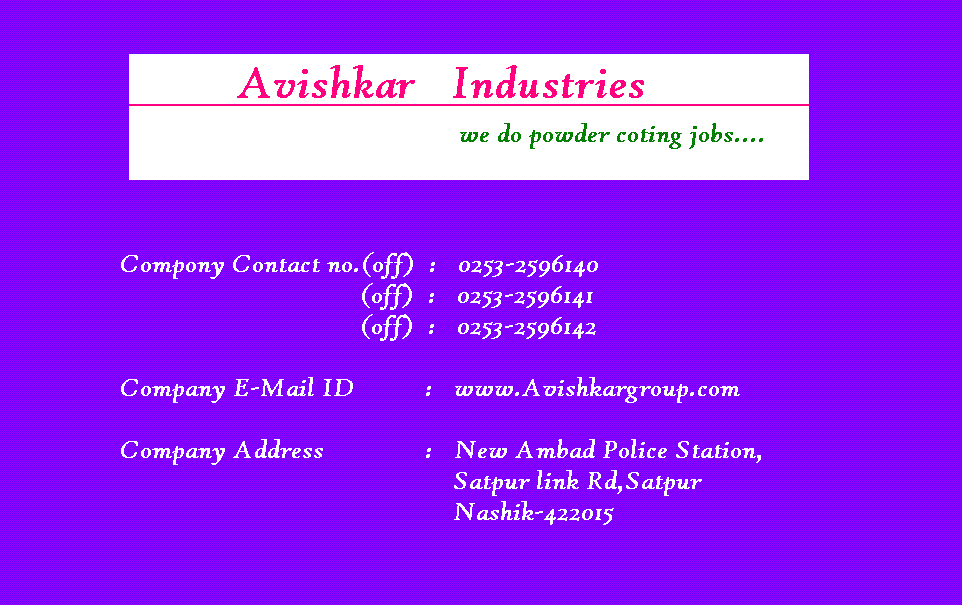 Avishkar Industries
we do powder coting jobs....
Compony Contact no.(off) : 0253-2596140
(off) : 0253-2596141
(off) : 0253-2596142
Company E-Mail ID : www.Avishkargroup.com
Company Address : New Ambad Police Station,
Satpur link Rd,Satpur
Nashik-422015